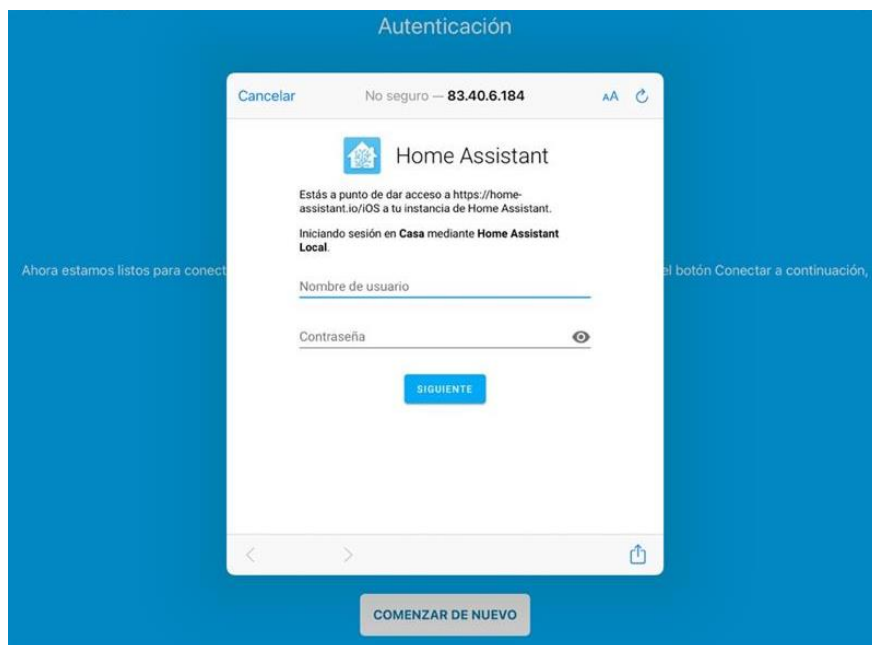 Autenticación
Cancelar
No seguro — 83.40.6.184
AA
Home Assistant
Estás a punto de dar acceso a https://home-
assistant.io/iOS a tu instancia de Home Assistant.
Iniciando sesión en Casa mediante Home Assistant
Local.
Ahora estamos listos para conect
el botón Conectar a continuación,
Nombre de usuario
Contraseña
SIGUIENTE
COMENZAR DE NUEVO